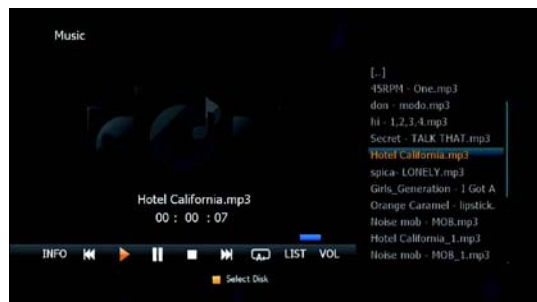 Music
[..]
45RPM - One.mp3
don - modo.mp3
hi - 1,2,3,4.mp3
Secret - TALK THAT.mp3
Hotel California.mp3
spica- LONELY.mp3
Girls_Generation - I Got A
Orange Caramel - lipstick.
Noise mob - MOB.mp3
Hotel California_1.mp3
Noise mob - MOB_1.mp3
Hotel California.mp3
00 : 00 : 07
INFO LIST VOL
Select Disk